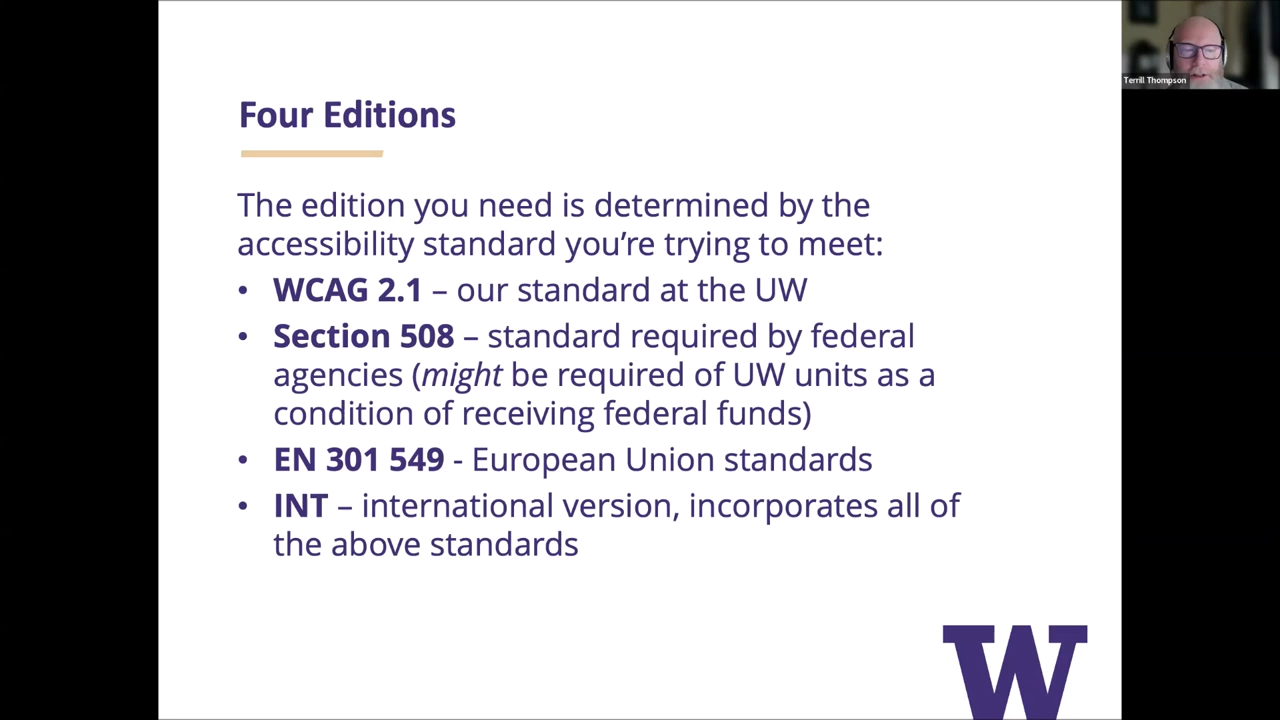 Terrill Thompson
Four Editions
The edition you need is determined by the
accessibility standard you’re trying to meet:
• WCAG 2.1 – our standard at the UW
• Section 508 – standard required by federal
agencies (might be required of UW units as a
condition of receiving federal funds)
• EN 301 549 - European Union standards
• INT – international version, incorporates all of
the above standards
W